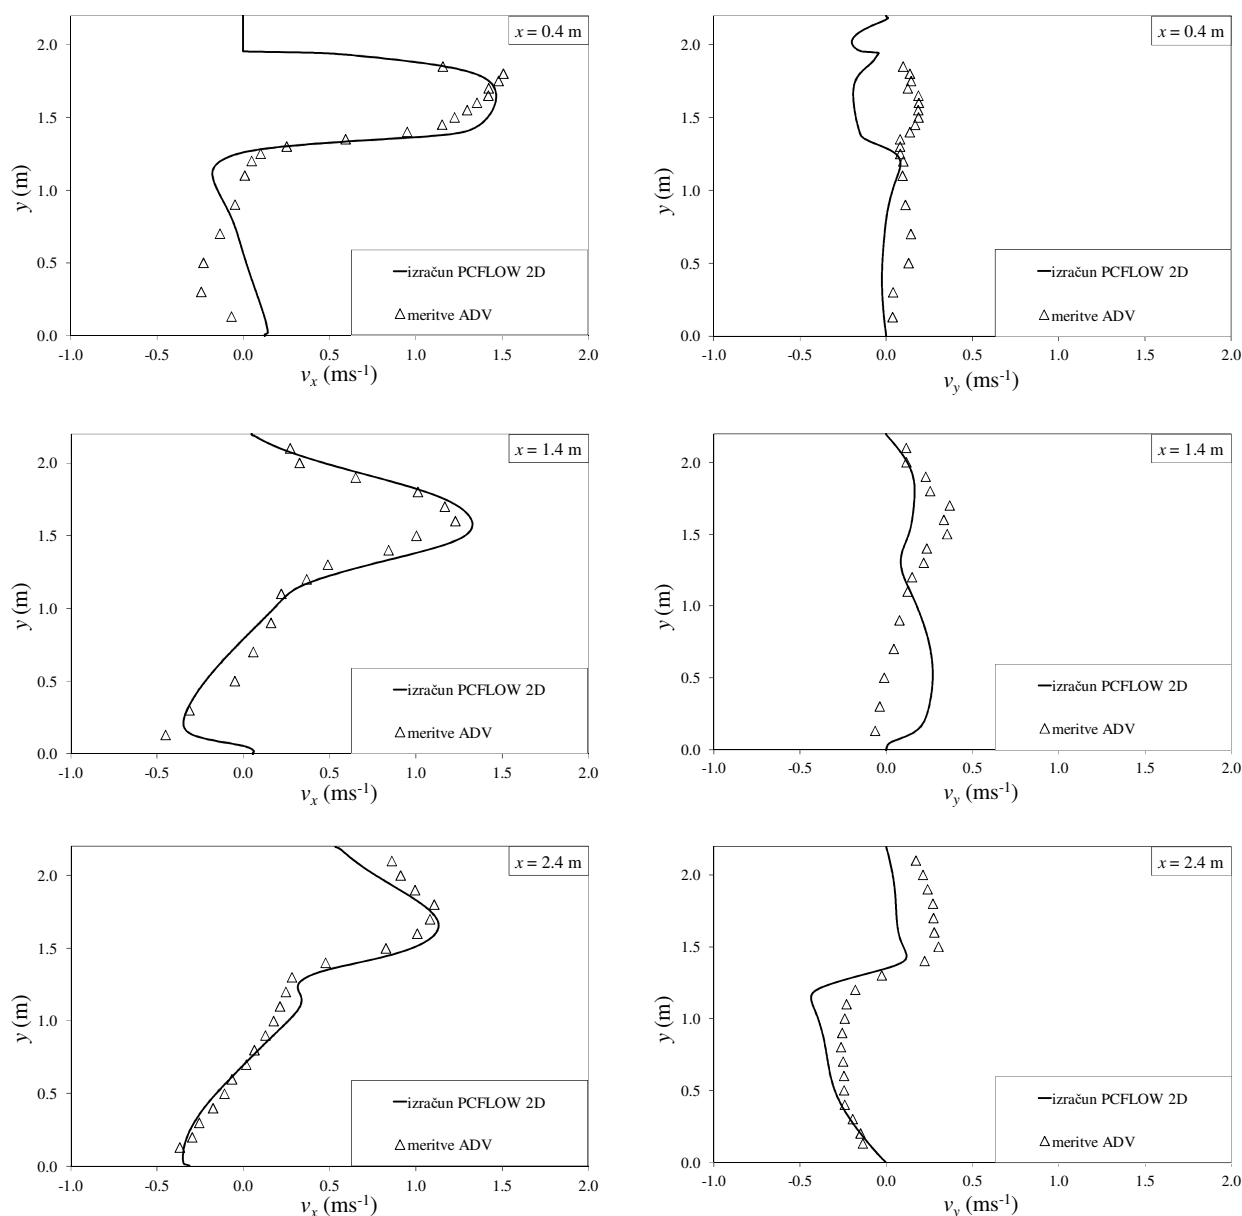 x = 0.4 m
2.0
1.5
1.0
0.5
0.0
y (m)
izračun PCFLOW 2D
meritve ADV
-1.0 -0.5 0.0 0.5 1.0 1.5 2.0
vx (ms-1)
x = 0.4 m
2.0
1.5
1.0
0.5
0.0
y (m)
izračun PCFLOW 2D
meritve ADV
-1.0 -0.5 0.0 0.5 1.0 1.5 2.0
vy (ms-1)
x = 1.4 m
2.0
1.5
1.0
0.5
0.0
y (m)
izračun PCFLOW 2D
meritve ADV
-1.0 -0.5 0.0 0.5 1.0 1.5 2.0
vx (ms-1)
x = 1.4 m
2.0
1.5
1.0
0.5
0.0
y (m)
izračun PCFLOW 2D
meritve ADV
-1.0 -0.5 0.0 0.5 1.0 1.5 2.0
vy (ms-1)
x = 2.4 m
2.0
1.5
1.0
0.5
0.0
y (m)
izračun PCFLOW 2D
meritve ADV
-1.0 -0.5 0.0 0.5 1.0 1.5 2.0
vx (ms-1)
x = 2.4 m
2.0
1.5
1.0
0.5
0.0
y (m)
izračun PCFLOW 2D
meritve ADV
-1.0 -0.5 0.0 0.5 1.0 1.5 2.0
vy (ms-1)